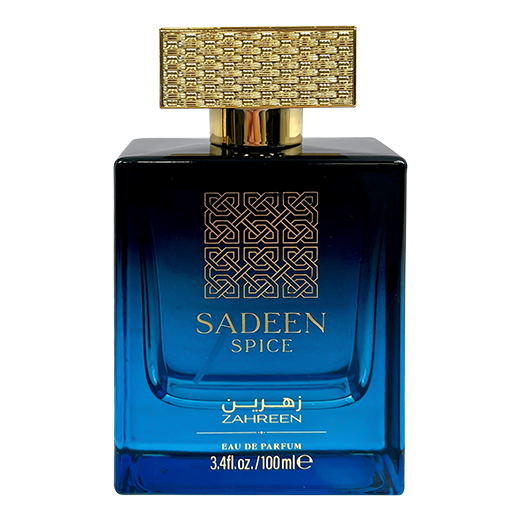 SADEEN
SPICE
زهرين
ZAHREEN
EAU DE PARFUM
3.4fl. oz./100ml℮